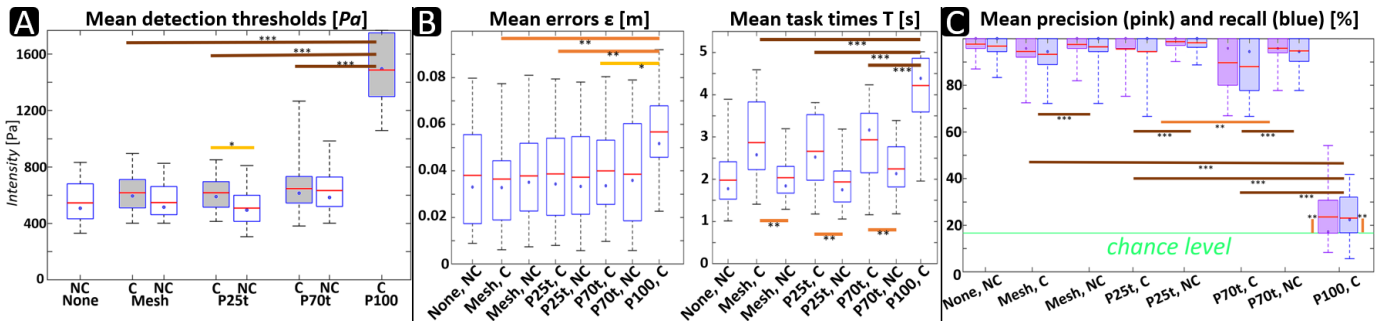 A Mean detection thresholds [Pa]
Intensity [Pa]
1600
1200
800
400
0
***
***
***
*
NC C NC C NC C NC C
None Mesh P25t P70t P100
B Mean errors ε [m]
0.1
0.08
0.06
0.04
0.02
0
**
**
*
None, NC
Mesh, C
Mesh, NC
P25t, C
P25t, NC
P70t, C
P70t, NC
P100, C
Mean task times T [s]
5
4
3
2
1
0
***
***
***
***
**
**
**
None, NC
Mesh, C
Mesh, NC
P25t, C
P25t, NC
P70t, C
P70t, NC
P100, C
C Mean precision (pink) and recall (blue) [%]
100
80
60
40
20
0
***
**
***
***
***
***
***
**
**
chance level
None, NC
Mesh, C
Mesh, NC
P25t, C
P25t, NC
P70t, C
P70t, NC
P100, C